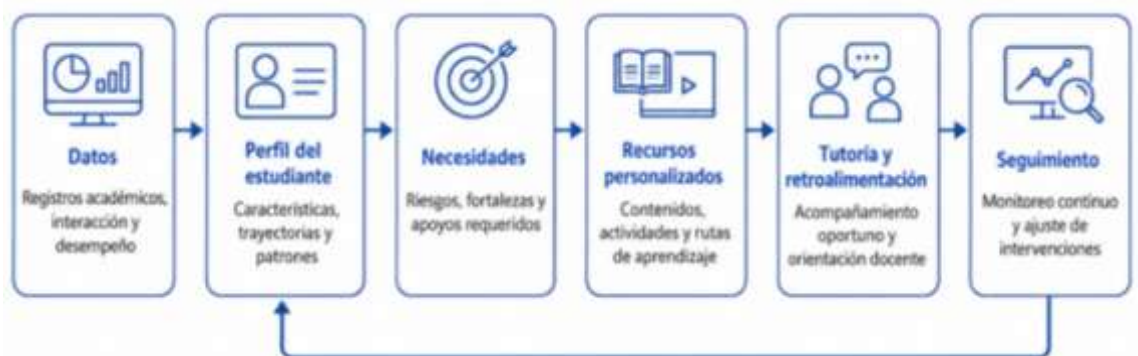 Datos
Registros académicos,
interacción y
desempeño
Perfil del
estudiante
Características,
trayectorias y
patrones
Necesidades
Riesgos, fortalezas y
apoyos requeridos
Recursos
personalizados
Contenidos,
actividades y rutas
de aprendizaje
Tutoría y
retroalimentación
Acompañamiento
oportuno y
orientación docente
Seguimiento
Monitoreo continuo
y ajuste de
intervenciones